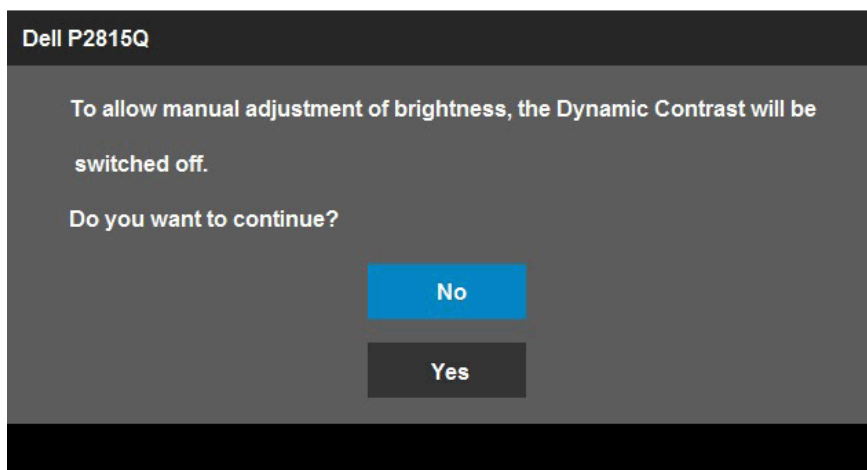 Dell P2815Q
To allow manual adjustment of brightness, the Dynamic Contrast will be
switched off.
Do you want to continue?
No
Yes